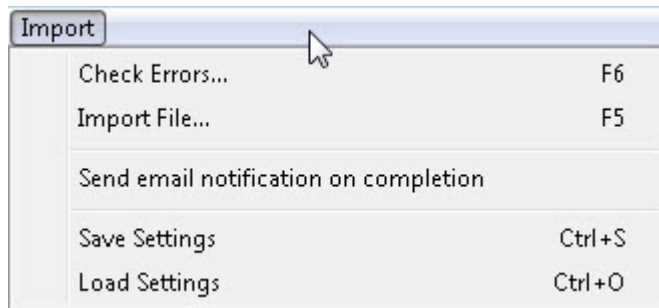 Import
Check Errors... F6
Import File... F5
Send email notification on completion
Save Settings Ctrl+S
Load Settings Ctrl+O